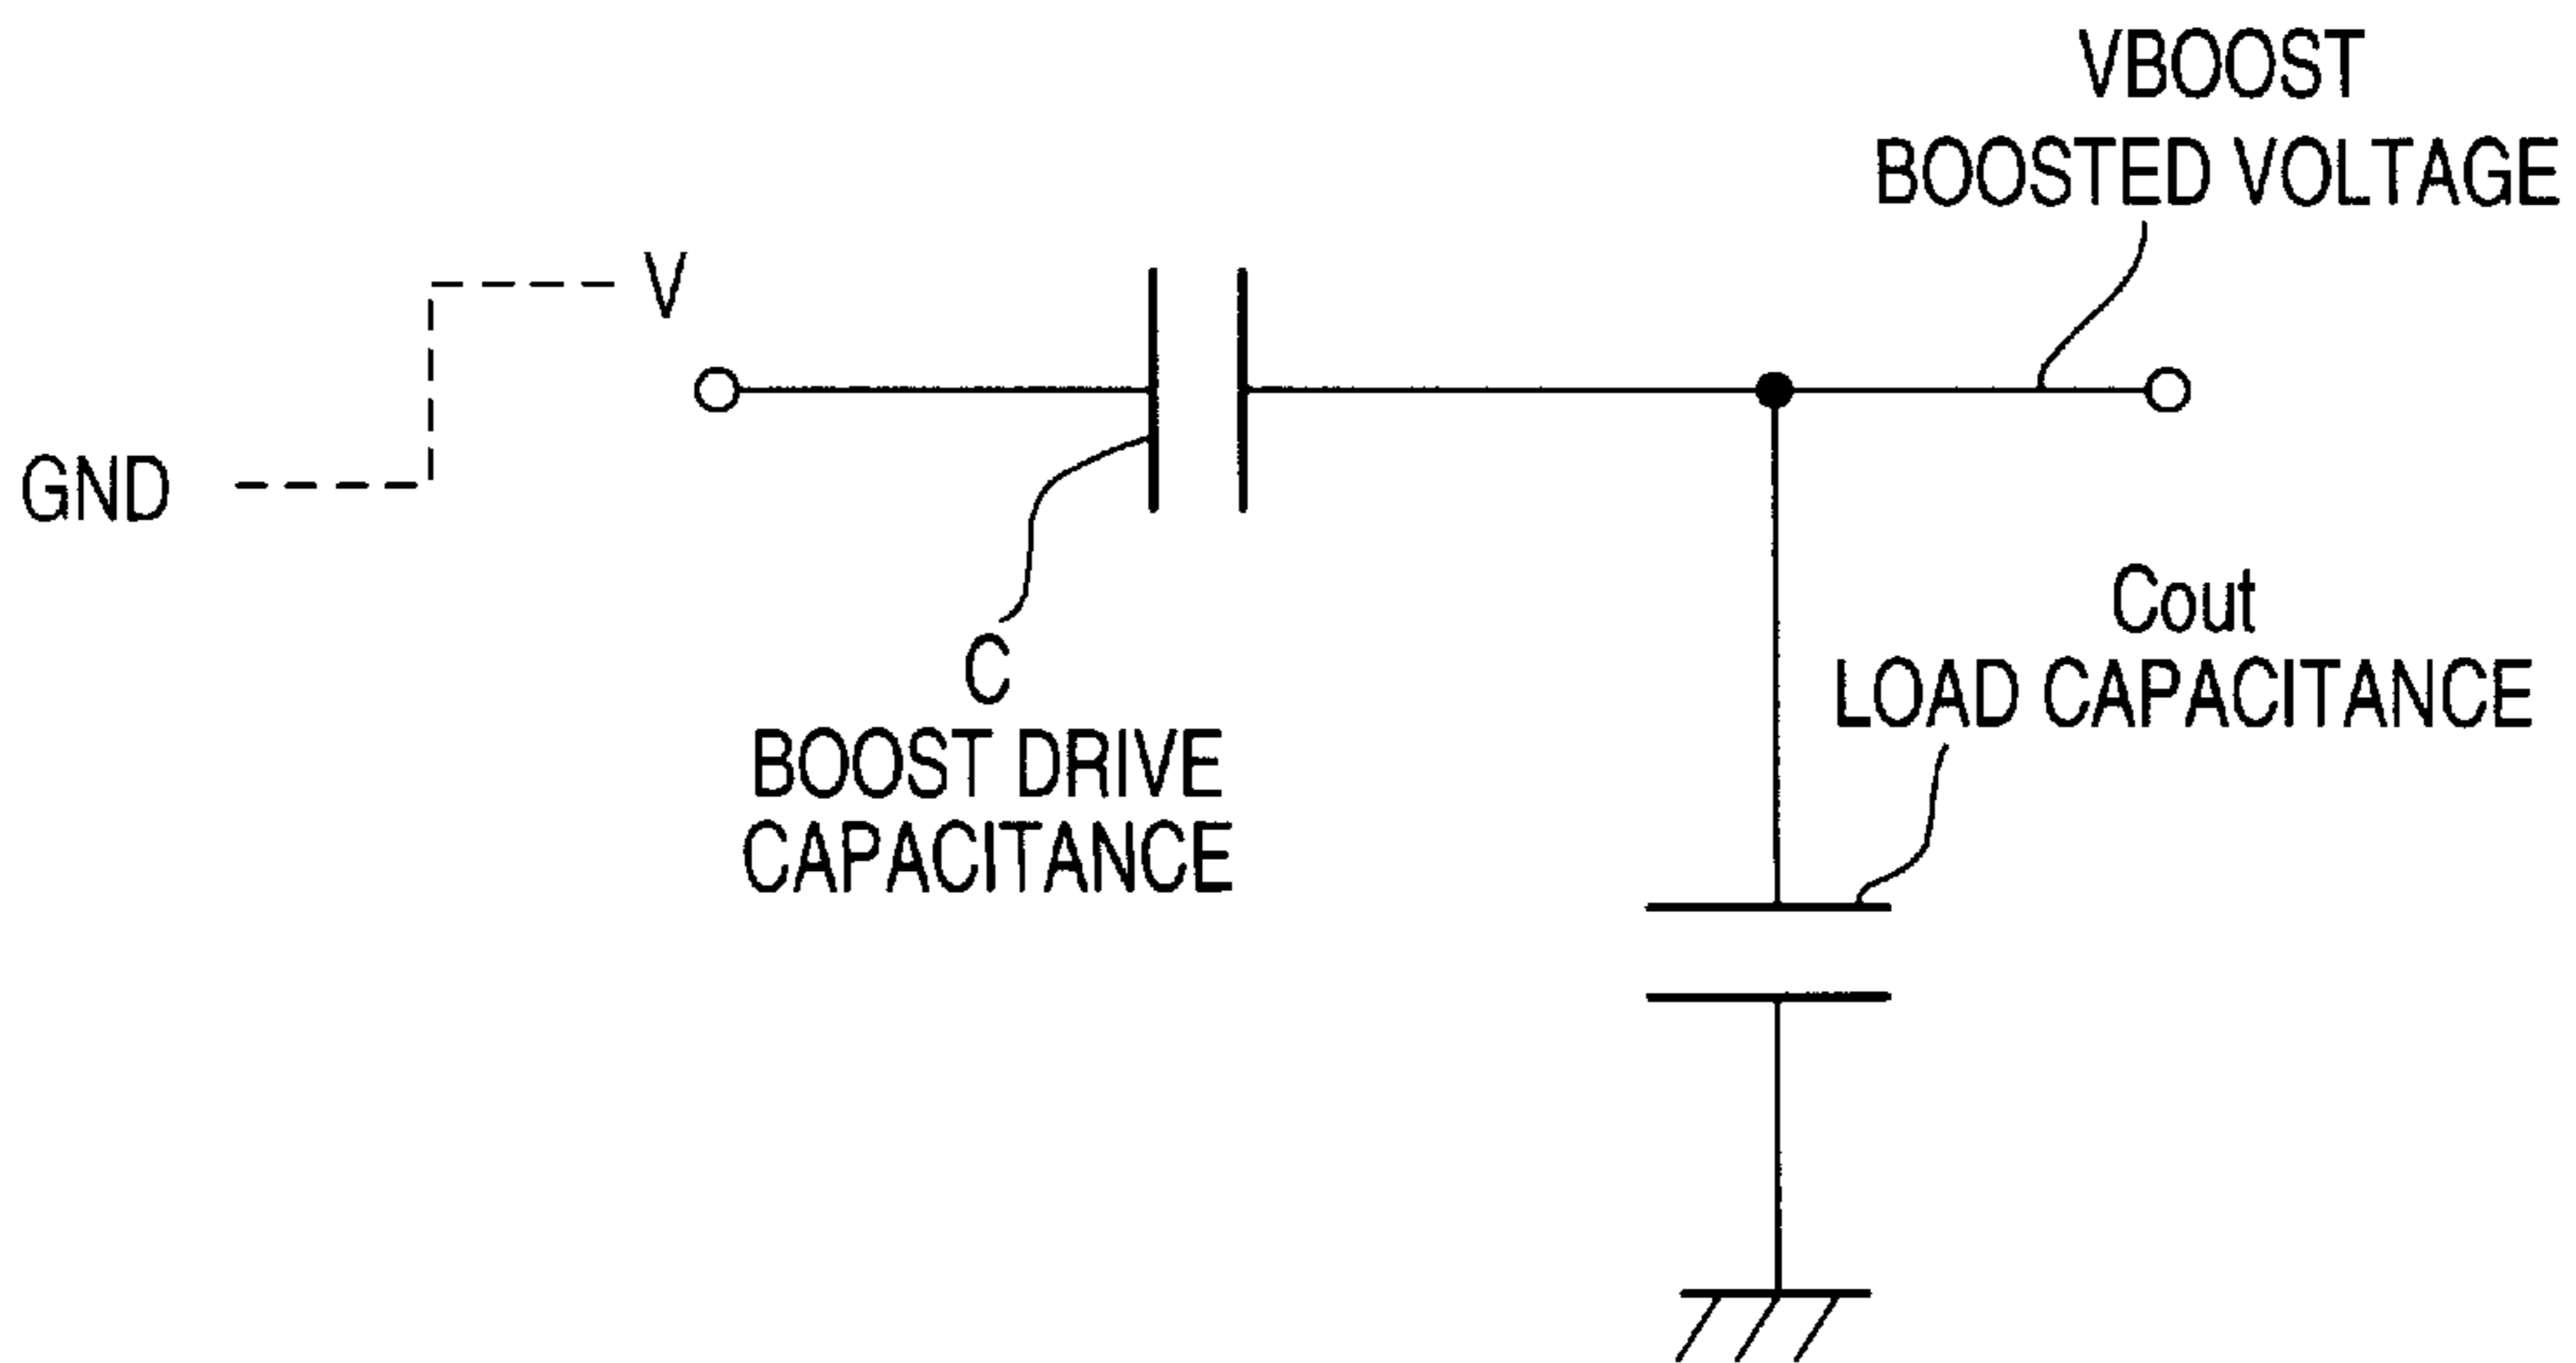 VBOOST
BOOSTED VOLTAGE
V
GND
Cout
LOAD CAPACITANCE
C
BOOST DRIVE
CAPACITANCE